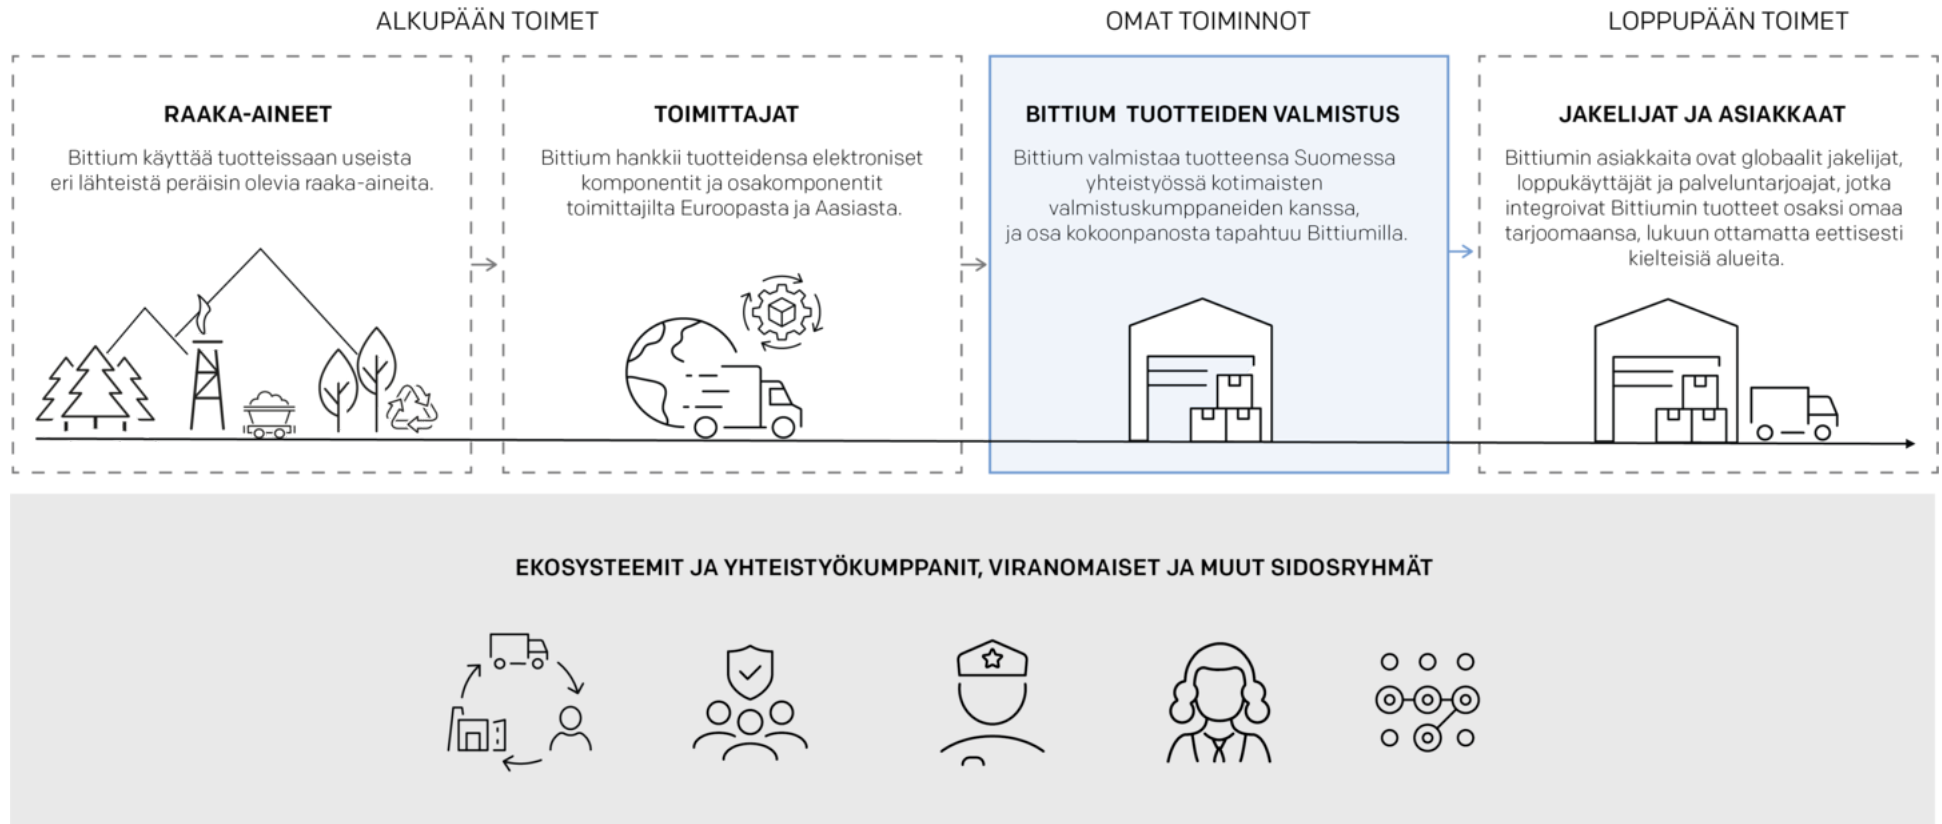 ALKUPÄÄN TOIMET
OMAT TOIMINNOT
LOPPUPÄÄN TOIMET
RAAKA-AINEET
Bittium käyttää tuotteissaan useista
eri lähteistä peräisin olevia raaka-aineita.
TOIMITTAJAT
Bittium hankkii tuotteidensa elektroniset
komponentit ja osakomponentit
toimittajilta Euroopasta ja Aasiasta.
BITTIUM TUOTTEIDEN VALMISTUS
Bittium valmistaa tuotteensa Suomessa
yhteistyössä kotimaisten
valmistuskumppaneiden kanssa,
ja osa kokoonpanosta tapahtuu Bittiumilla.
JAKELIJAT JA ASIAKKAAT
Bittiumin asiakkaita ovat globaalit jakelijat,
loppukäyttäjät ja palveluntarjoajat, jotka
integroivat Bittiumin tuotteet osaksi omaa
tarjoomaansa, lukuun ottamatta eettisesti
kielteisiä alueita.
EKOSYSTEEMIT JA YHTEISTYÖKUMPPANIT, VIRANOMAISET JA MUUT SIDOSRYHMÄT